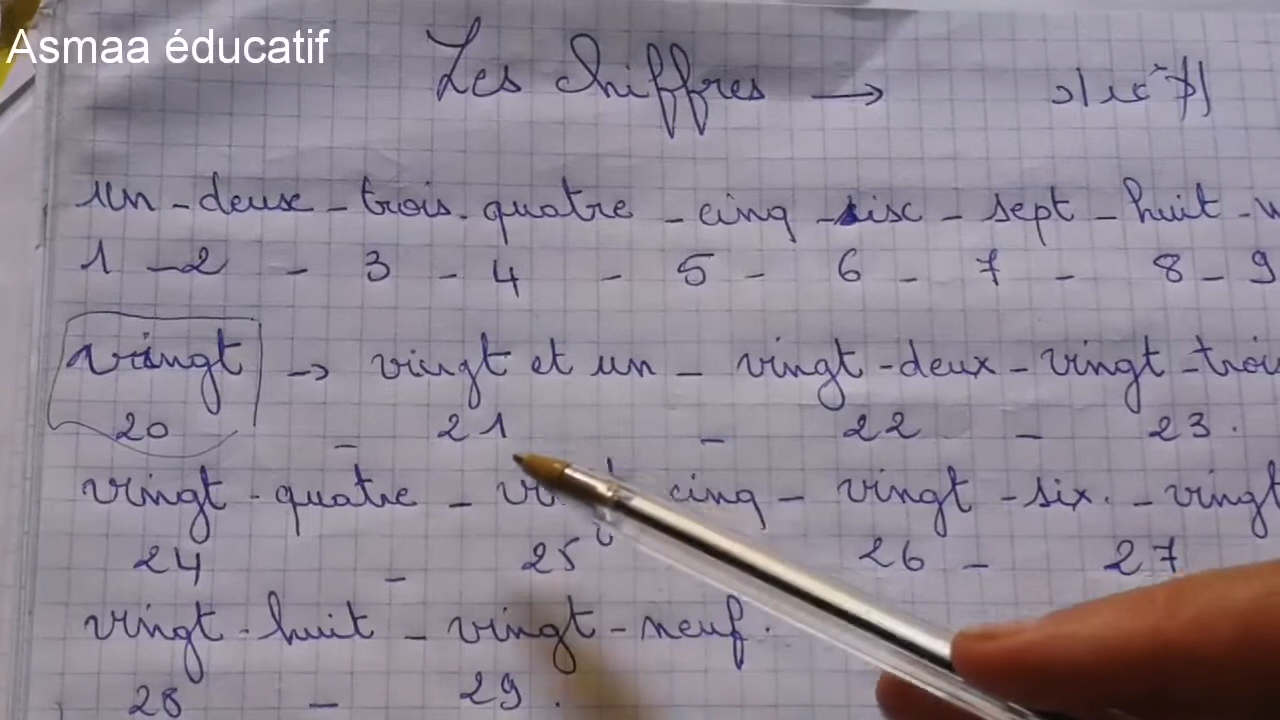 Asmaa éducatif
Les chiffres →
un - deux - trois - quatre - cinq - six - sept - huit -
1 - 2 - 3 - 4 - 5 - 6 - 7 - 8 - 9
vingt → vingt et un - vingt-deux - vingt-trois
20 - 21 - 22 - 23.
vingt-quatre - cinq - vingt-six. - vingt
24 - 25 26 - 27
vingt-huit - vingt-neuf.
28 - 29.